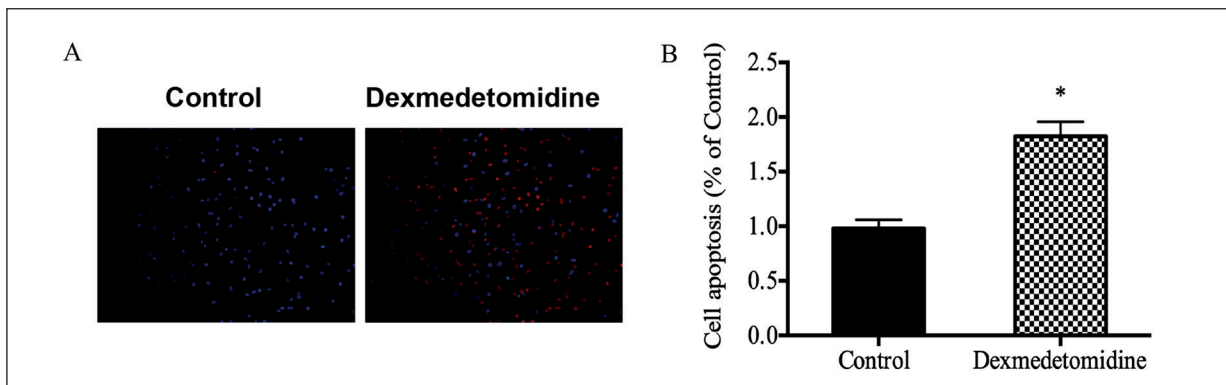 A
Control
Dexmedetomidine
B
Cell apoptosis (% of Control)
2.5
2.0
1.5
1.0
0.5
0.0
*
Control
Dexmedetomidine